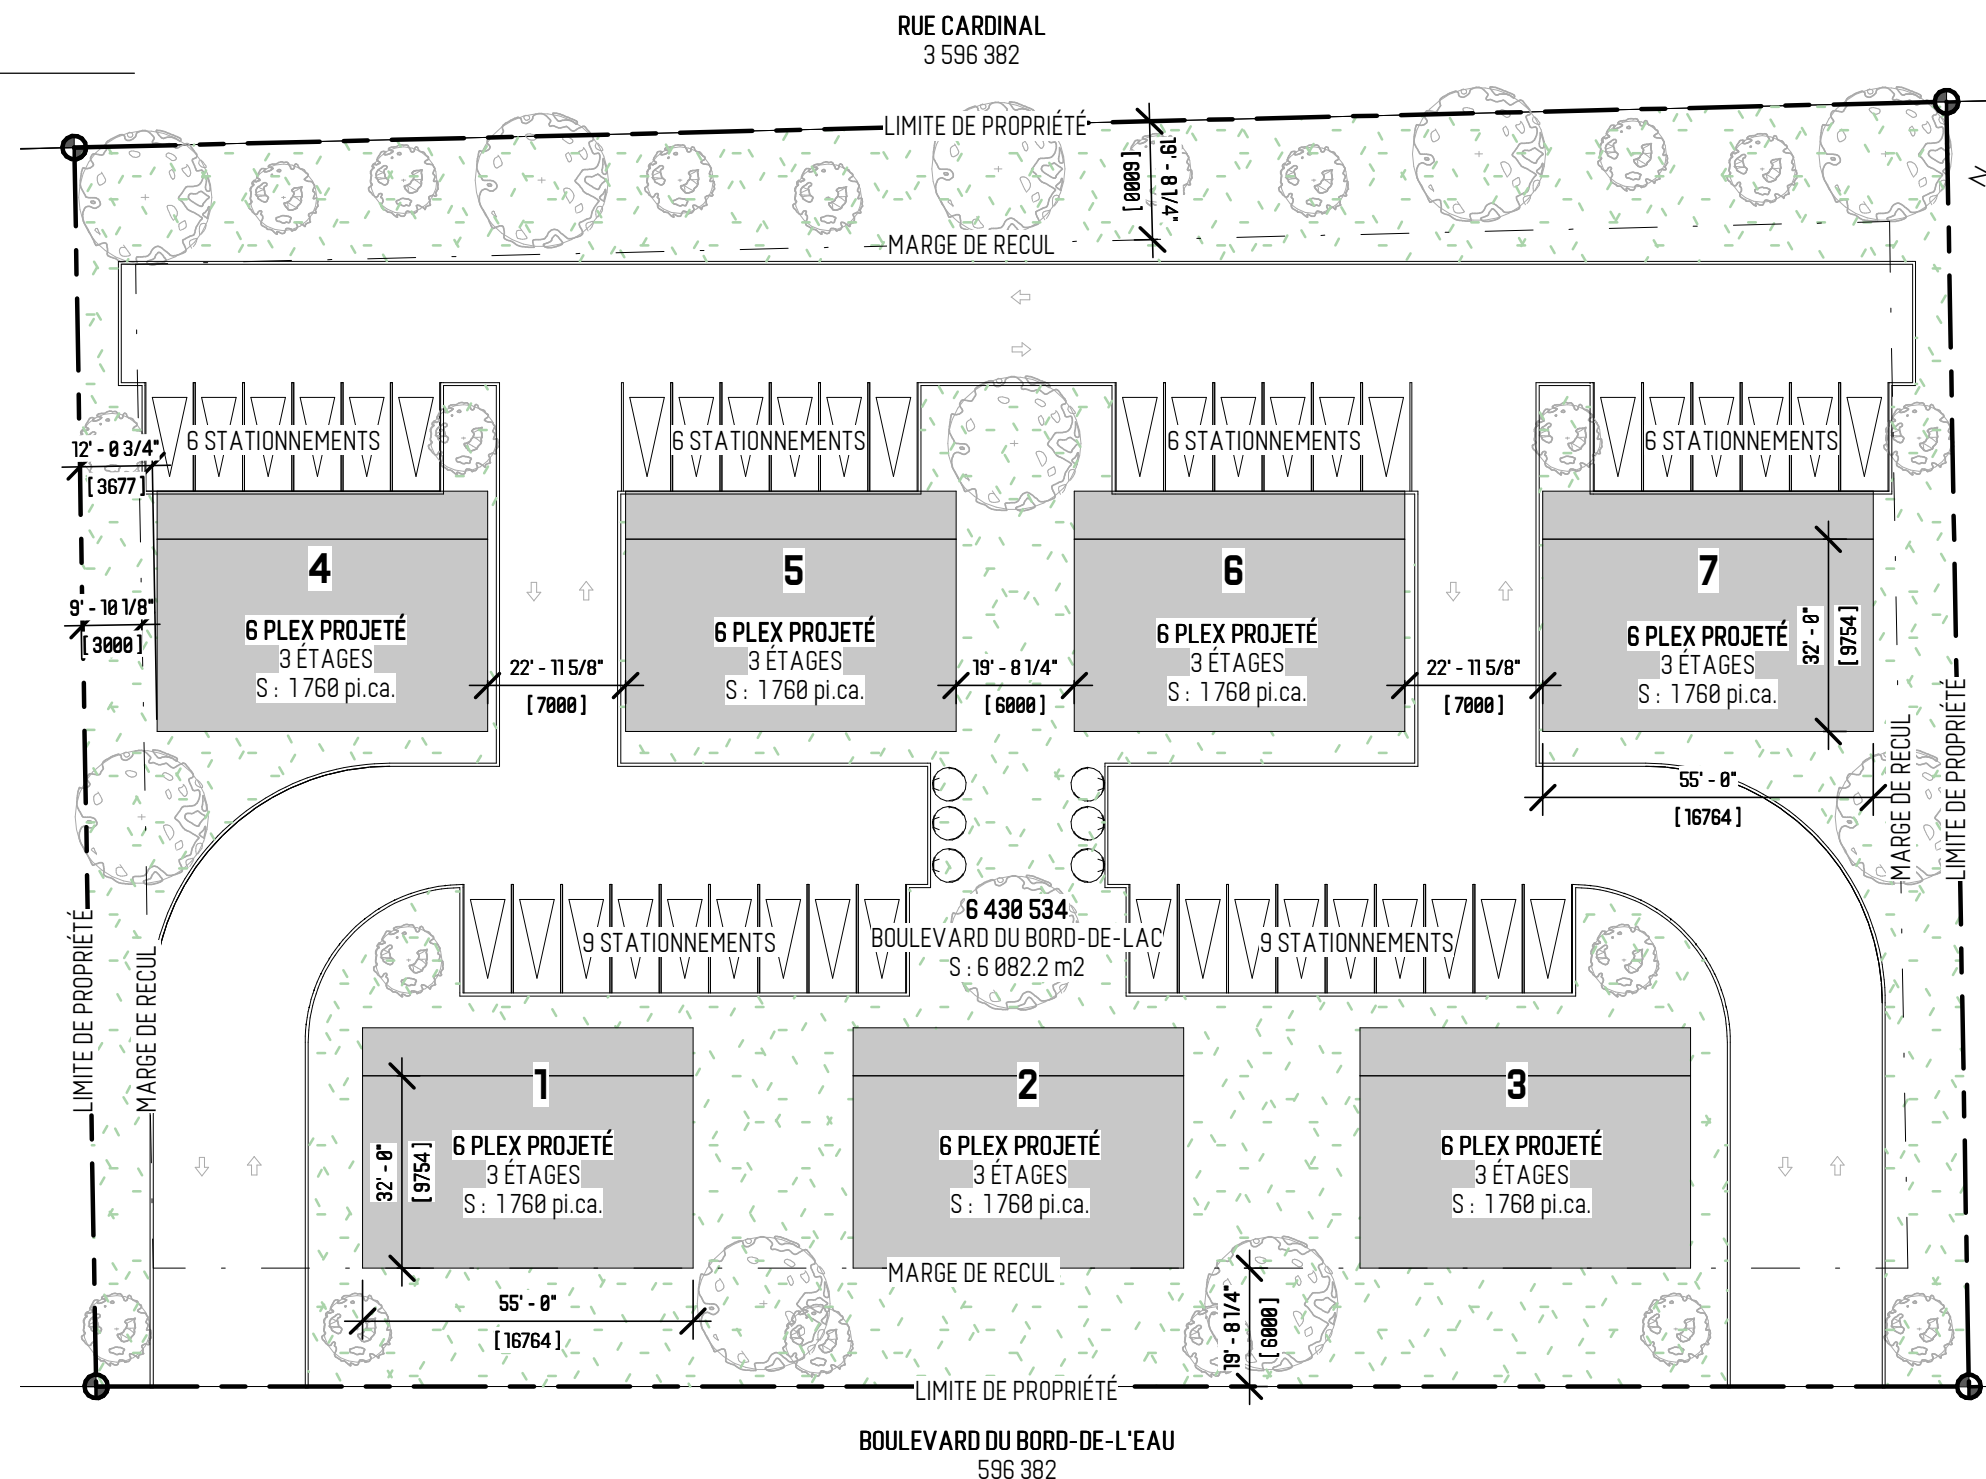 RUE CARDINAL
3 596 382
LIMITE DE PROPRIÉTÉ
19' - 8 1/4"
[ 6000 ]
MARGE DE RECUL
6 STATIONNEMENTS
6 STATIONNEMENTS
6 STATIONNEMENTS
6 STATIONNEMENTS
12' - 0 3/4"
[ 3677 ]
9' - 10 1/8"
[ 3000 ]
4
6 PLEX PROJETÉ
3 ÉTAGES
S : 1760 pi.ca.
22' - 11 5/8"
[ 7000 ]
5
6 PLEX PROJETÉ
3 ÉTAGES
S : 1760 pi.ca.
19' - 8 1/4"
[ 6000 ]
6
6 PLEX PROJETÉ
3 ÉTAGES
S : 1760 pi.ca.
22' - 11 5/8"
[ 7000 ]
7
6 PLEX PROJETÉ
3 ÉTAGES
S : 1760 pi.ca.
32' - 0"
[ 9754 ]
55' - 0"
[ 16764 ]
MARGE DE RECUL
LIMITE DE PROPRIÉTÉ
LIMITE DE PROPRIÉTÉ
MARGE DE RECUL
9 STATIONNEMENTS
6 430 534
BOULEVARD DU BORD-DE-LAC
S : 6 082.2 m2
9 STATIONNEMENTS
1
6 PLEX PROJETÉ
3 ÉTAGES
S : 1760 pi.ca.
32' - 0"
[ 9754 ]
55' - 0"
[ 16764 ]
2
6 PLEX PROJETÉ
3 ÉTAGES
S : 1760 pi.ca.
3
6 PLEX PROJETÉ
3 ÉTAGES
S : 1760 pi.ca.
MARGE DE RECUL
19' - 8 1/4"
[ 6000 ]
LIMITE DE PROPRIÉTÉ
BOULEVARD DU BORD-DE-L'EAU
596 382